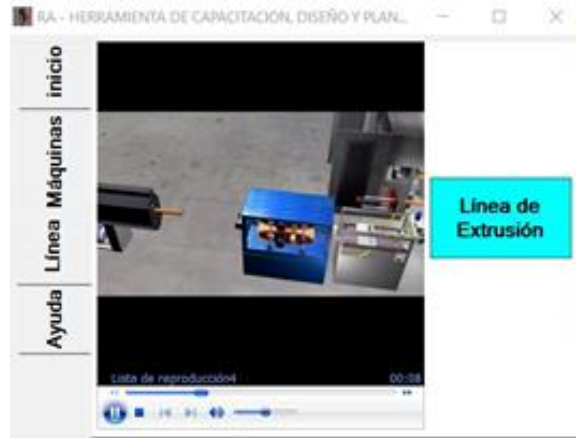 RA - HERRAMIENTA DE CAPACITACION, DISEÑO Y PLAN...
inicio
Máquinas
Línea
Ayuda
Línea de
Extrusión
Lista de reproducción4
00:08